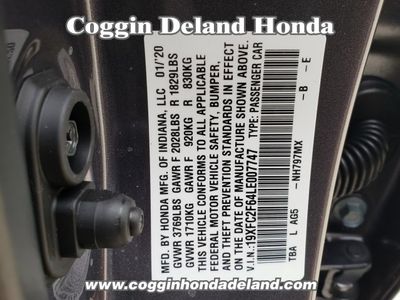 Coggin Deland Honda
MFD. BY HONDA MFG. OF INDIANA, LLC 01/'20
GVWR 3769LBS GAWR F 2028LBS R 1829LBS
GVWR 1710KG GAWR F 920KG R 830KG
THIS VEHICLE CONFORMS TO ALL APPLICABLE
FEDERAL MOTOR VEHICLE SAFETY, BUMPER,
AND THEFT PREVENTION STANDARDS IN EFFECT
ON THE DATE OF MANUFACTURE SHOWN ABOVE.
V.I.N.:19XFC2F64LE007747 TYPE: PASSENGER CAR
NH797MX -B -E
TBA L AG5
www.cogginhondadeland.com